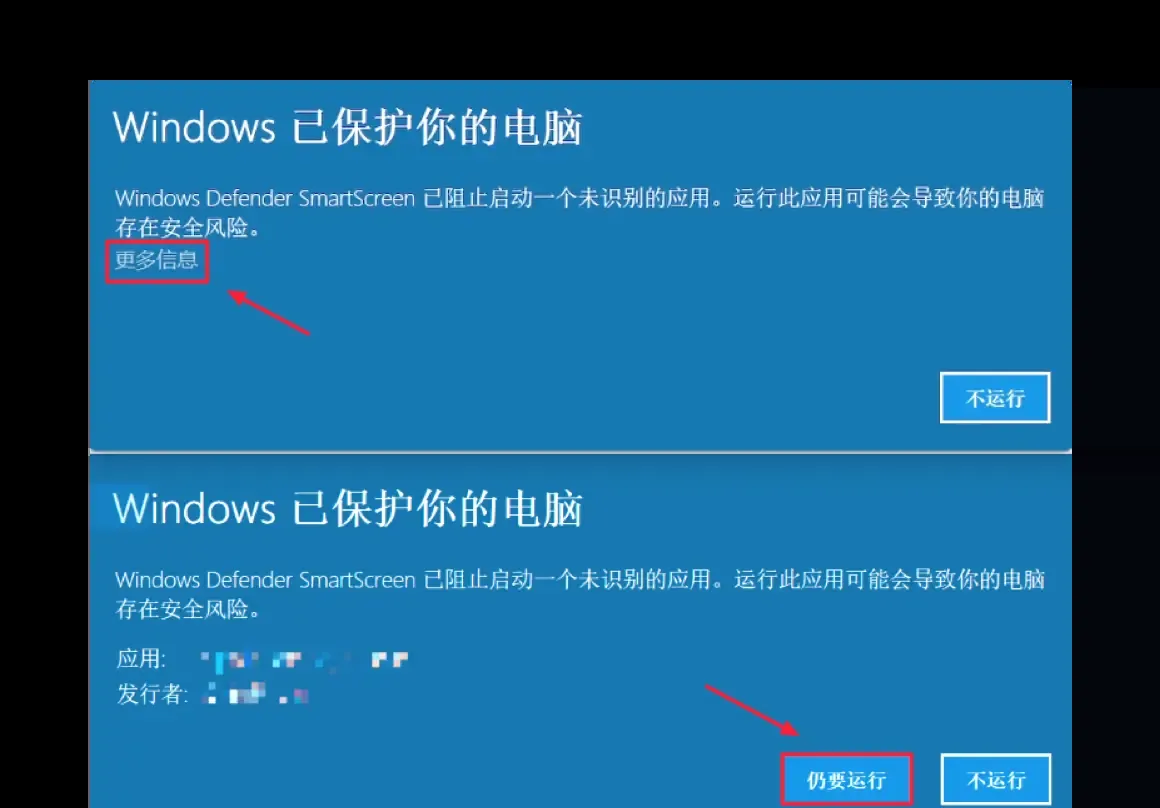 Windows 已保护你的电脑
Windows Defender SmartScreen 已阻止启动一个未识别的应用。运行此应用可能会导致你的电脑
存在安全风险。
更多信息
不运行
Windows 已保护你的电脑
Windows Defender SmartScreen 已阻止启动一个未识别的应用。运行此应用可能会导致你的电脑
存在安全风险。
应用:
发行者:
仍要运行
不运行